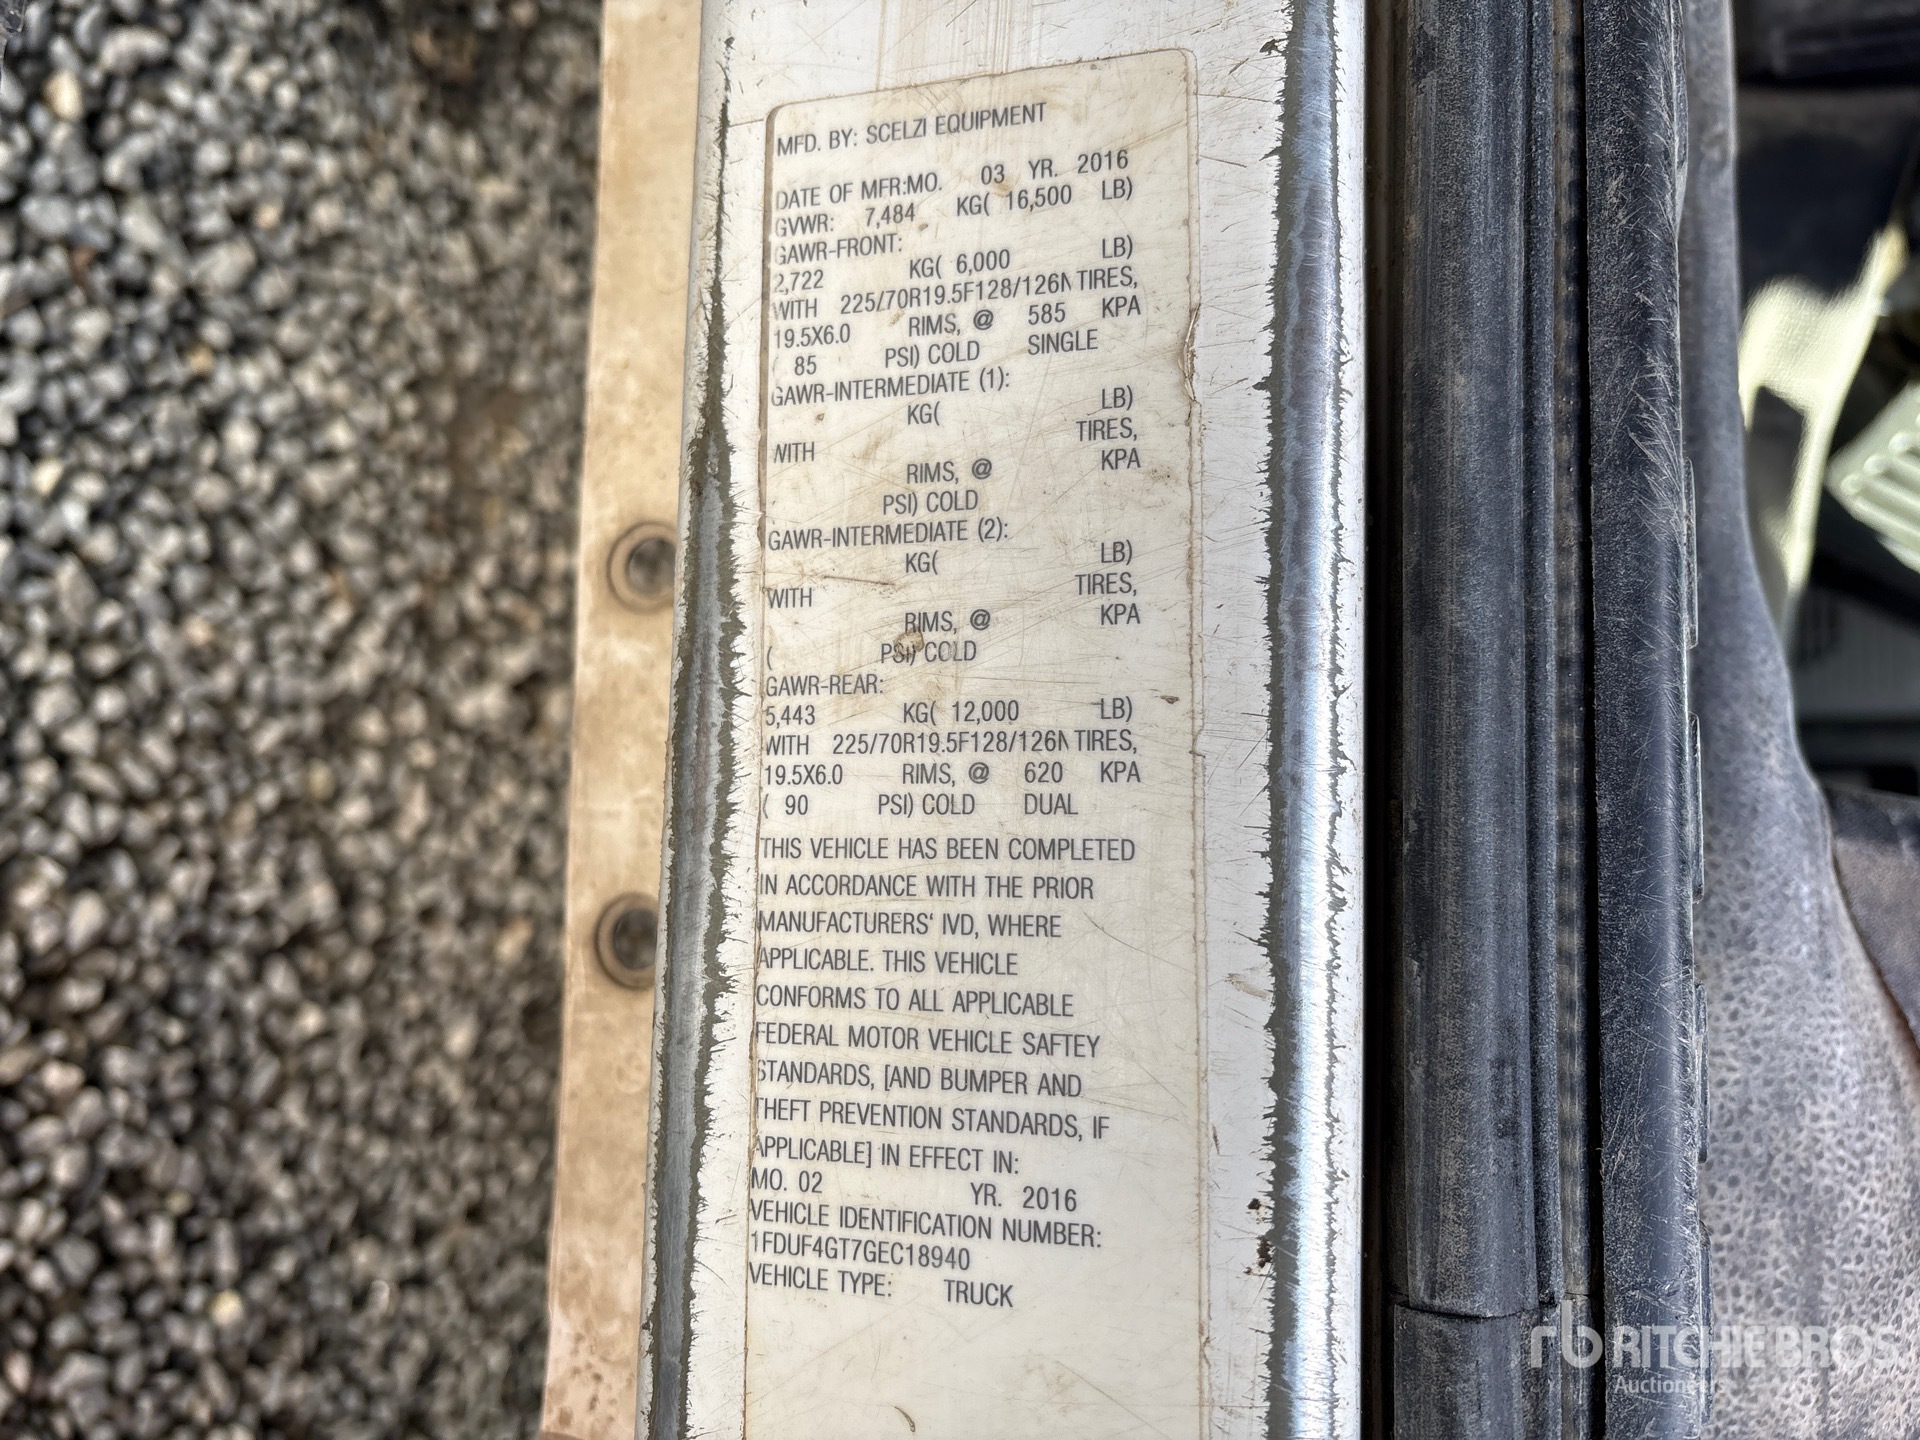 MFD. BY: SCELZI EQUIPMENT
DATE OF MFR:MO. 03 YR. 2016
GVWR: 7,484 KG( 16,500 LB)
GAWR-FRONT:
2,722 KG( 6,000 LB)
WITH 225/70R19.5F128/126N TIRES,
19.5X6.0 RIMS, @ 585 KPA
( 85 PSI) COLD SINGLE
GAWR-INTERMEDIATE (1):
KG( LB)
WITH TIRES,
RIMS, @ KPA
PSI) COLD
GAWR-INTERMEDIATE (2):
KG( LB)
WITH TIRES,
RIMS, @ KPA
( PSI) COLD
GAWR-REAR:
5,443 KG( 12,000 LB)
WITH 225/70R19.5F128/126N TIRES,
19.5X6.0 RIMS, @ 620 KPA
( 90 PSI) COLD DUAL
THIS VEHICLE HAS BEEN COMPLETED
IN ACCORDANCE WITH THE PRIOR
MANUFACTURERS' IVD, WHERE
APPLICABLE. THIS VEHICLE
CONFORMS TO ALL APPLICABLE
FEDERAL MOTOR VEHICLE SAFTEY
STANDARDS, [AND BUMPER AND
THEFT PREVENTION STANDARDS, IF
APPLICABLE] IN EFFECT IN:
MO. 02 YR. 2016
VEHICLE IDENTIFICATION NUMBER:
1FDUF4GT7GEC18940
VEHICLE TYPE: TRUCK
rb RITCHIE BROS
Auctioneers